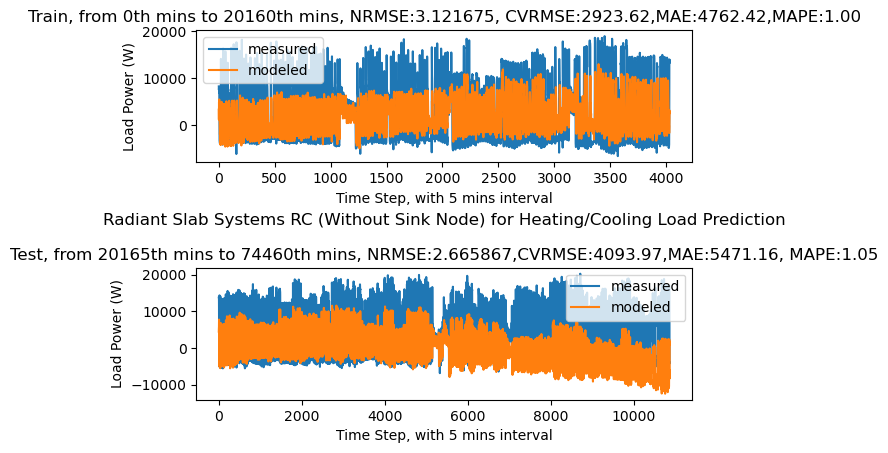 Train, from 0th mins to 20160th mins, NRMSE:3.121675, CVRMSE:2923.62,MAE:4762.42,MAPE:1.00
20000
10000
0
Load Power (W)
measured
modeled
0 500 1000 1500 2000 2500 3000 3500 4000
Time Step, with 5 mins interval
Radiant Slab Systems RC (Without Sink Node) for Heating/Cooling Load Prediction
Test, from 20165th mins to 74460th mins, NRMSE:2.665867,CVRMSE:4093.97,MAE:5471.16, MAPE:1.05
20000
10000
0
−10000
Load Power (W)
measured
modeled
0 2000 4000 6000 8000 10000
Time Step, with 5 mins interval